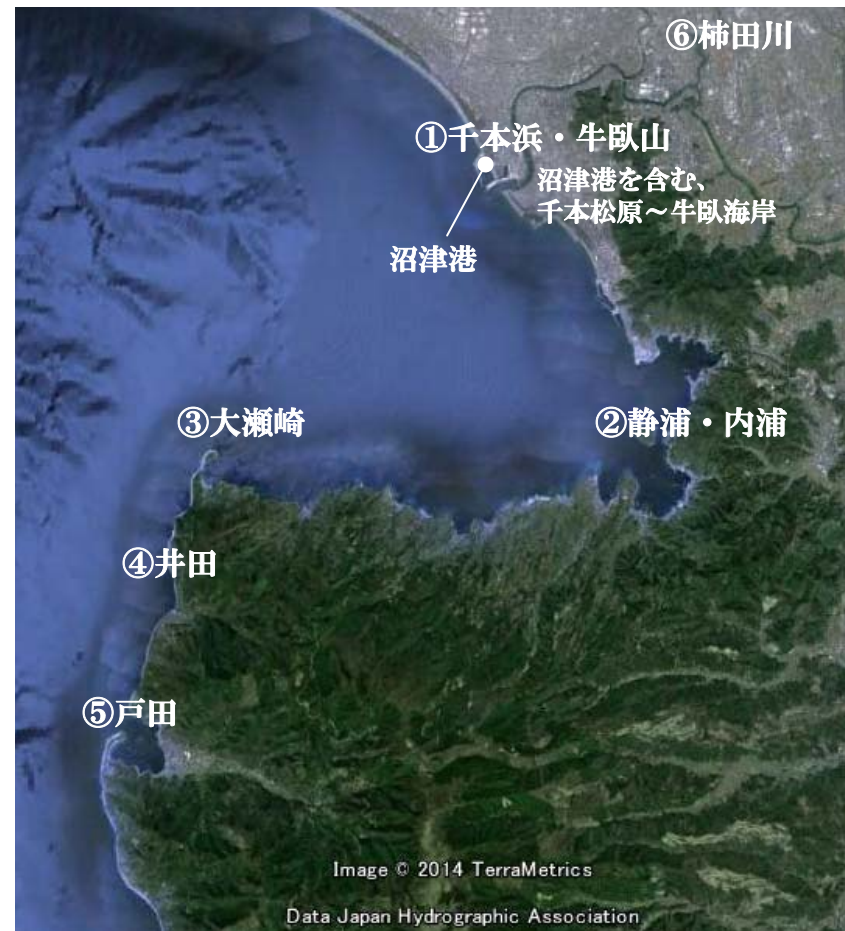 ⑥柿田川
①千本浜・牛臥山
沼津港を含む、
千本松原～牛臥海岸
沼津港
③大瀬崎
②静浦・内浦
④井田
⑤戸田
Image © 2014 TerraMetrics
Data Japan Hydrographic Association